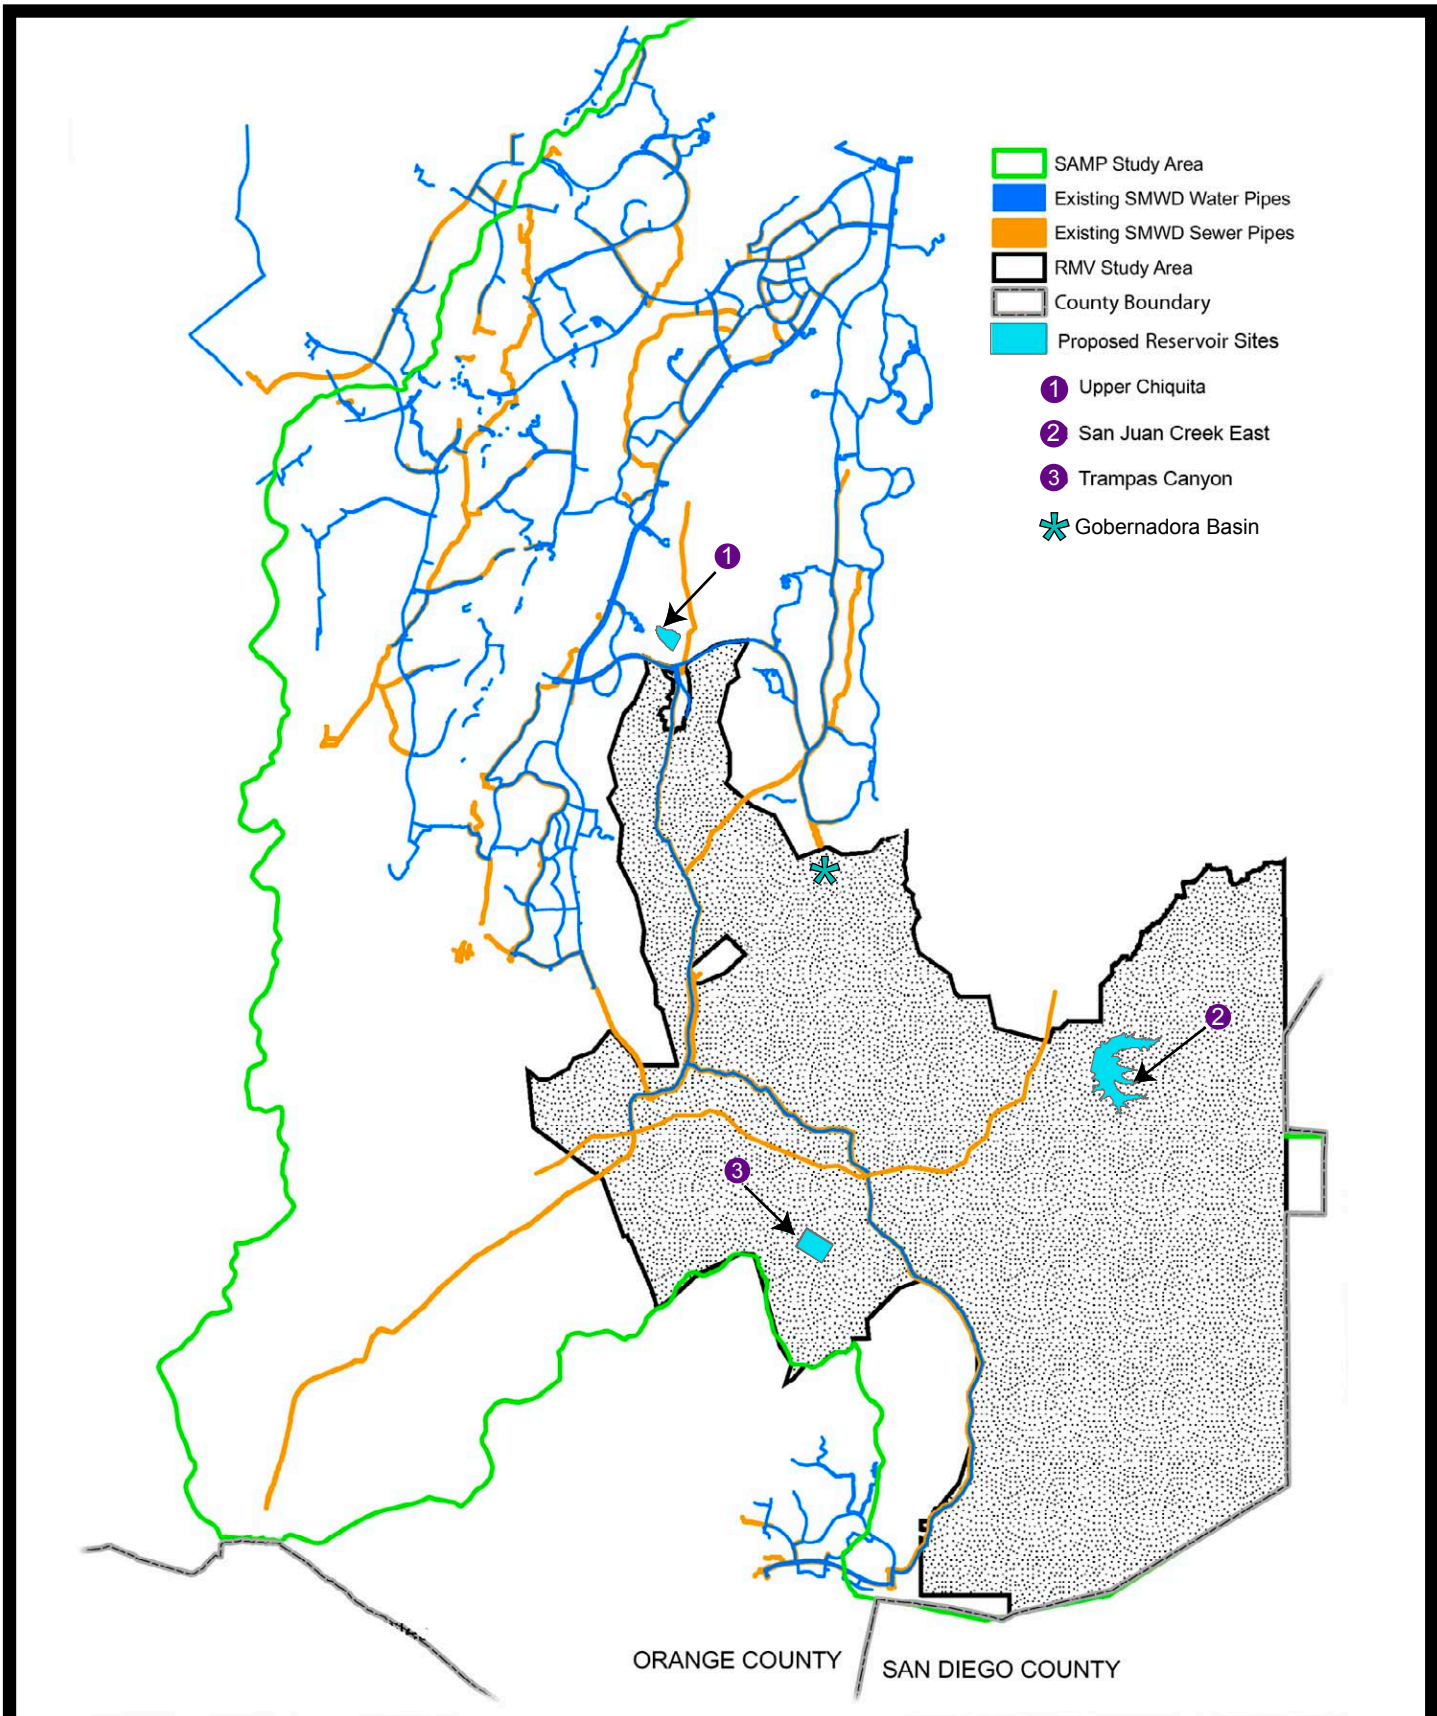 SAMP Study Area
Existing SMWD Water Pipes
Existing SMWD Sewer Pipes
RMV Study Area
County Boundary
Proposed Reservoir Sites
1 Upper Chiquita
2 San Juan Creek East
3 Trampas Canyon
Gobernadora Basin
1
2
3
ORANGE COUNTY
SAN DIEGO COUNTY